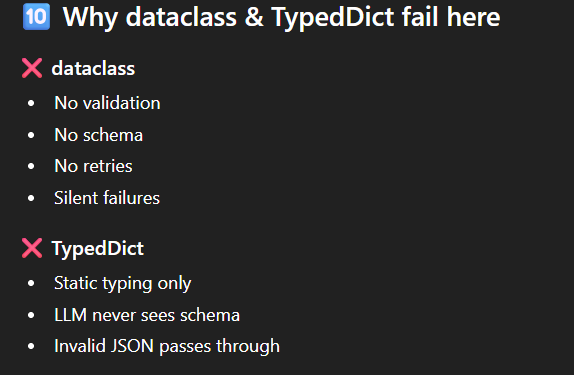 🔟 Why dataclass & TypedDict fail here
❌ dataclass
• No validation
• No schema
• No retries
• Silent failures
❌ TypedDict
• Static typing only
• LLM never sees schema
• Invalid JSON passes through